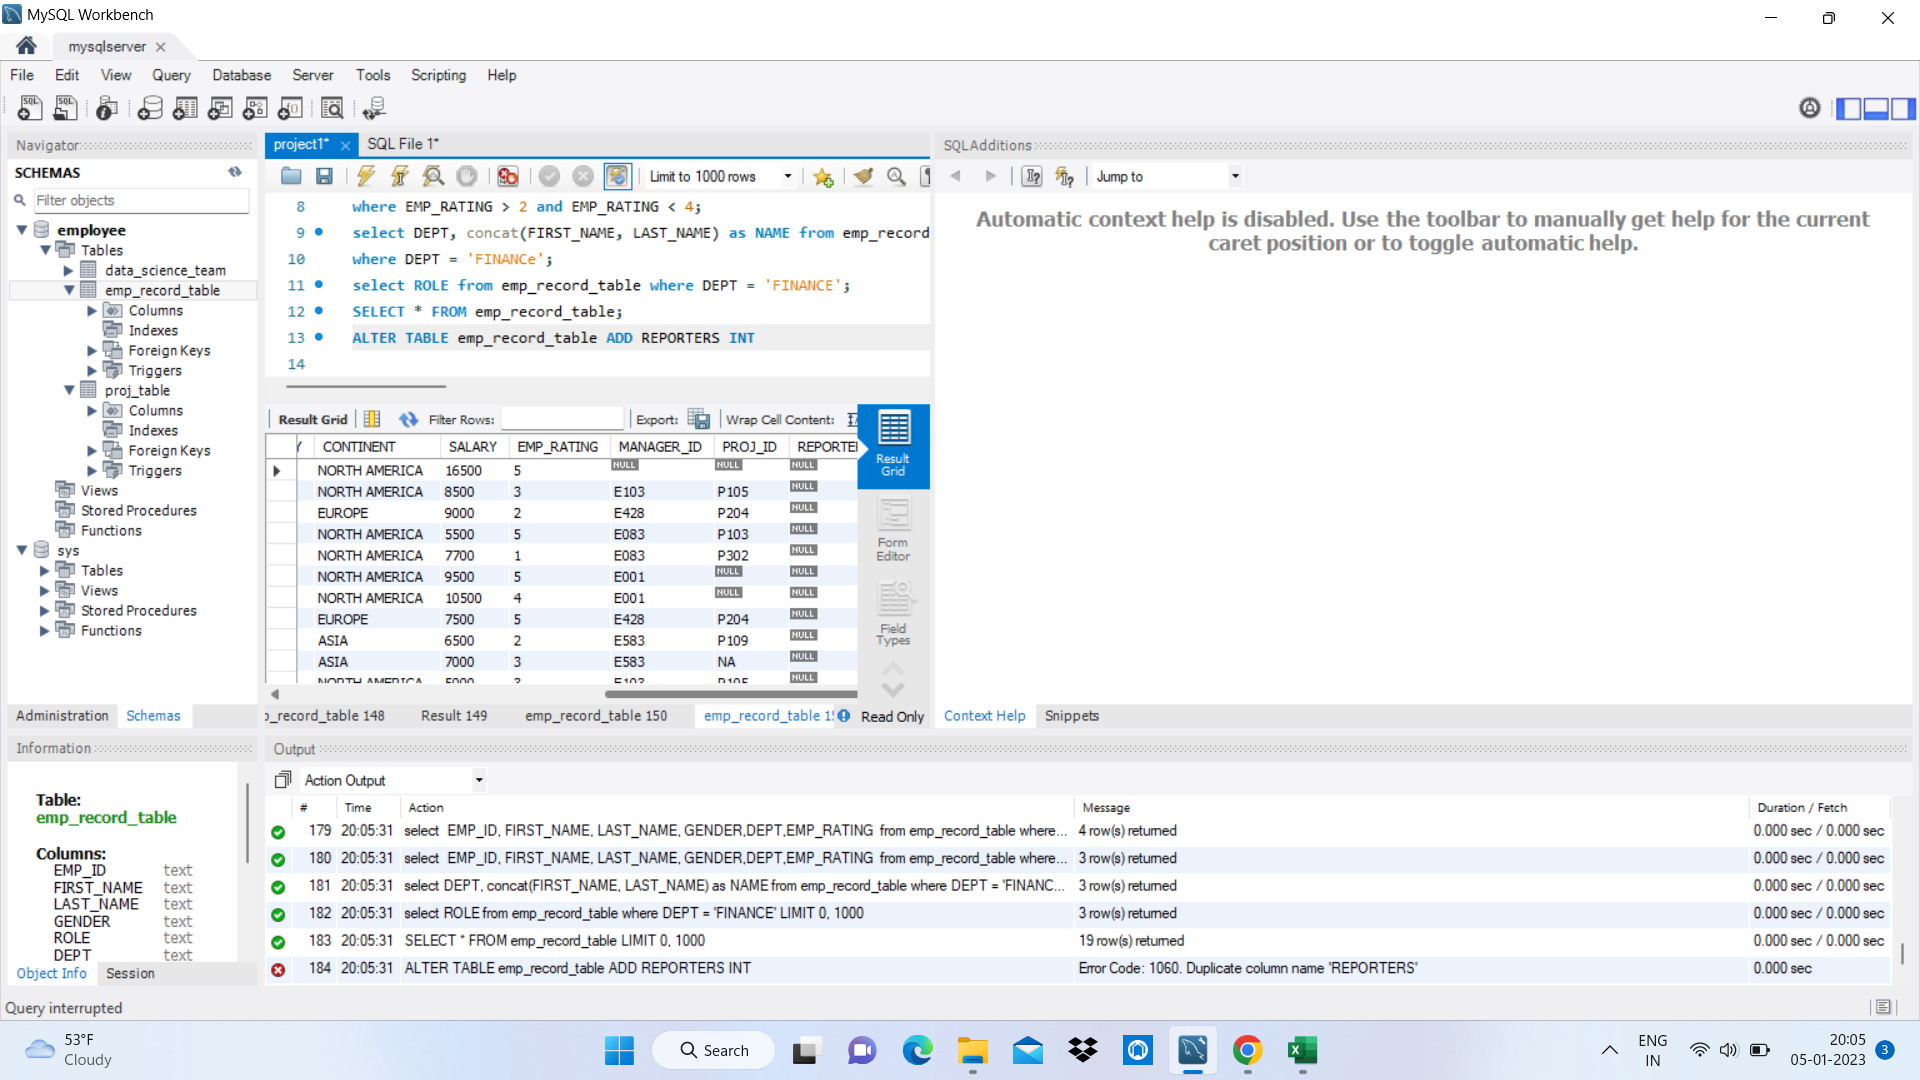 MySQL Workbench
mysqlserver
File Edit View Query Database Server Tools Scripting Help
Navigator
SCHEMAS
Filter objects
employee
Tables
data_science_team
emp_record_table
Columns
Indexes
Foreign Keys
Triggers
proj_table
Columns
Indexes
Foreign Keys
Triggers
Views
Stored Procedures
Functions
sys
Tables
Views
Stored Procedures
Functions
Administration Schemas
project1* SQL File 1*
Limit to 1000 rows
8 where EMP_RATING > 2 and EMP_RATING < 4;
9 select DEPT, concat(FIRST_NAME, LAST_NAME) as NAME from emp_record
10 where DEPT = 'FINANCe';
11 select ROLE from emp_record_table where DEPT = 'FINANCE';
12 SELECT * FROM emp_record_table;
13 ALTER TABLE emp_record_table ADD REPORTERS INT
14
Result Grid Filter Rows: Export: Wrap Cell Content:
Y CONTINENT SALARY EMP_RATING MANAGER_ID PROJ_ID REPORTE
NORTH AMERICA 16500 5 NULL NULL NULL
NORTH AMERICA 8500 3 E103 P105 NULL
EUROPE 9000 2 E428 P204 NULL
NORTH AMERICA 5500 5 E083 P103 NULL
NORTH AMERICA 7700 1 E083 P302 NULL
NORTH AMERICA 9500 5 E001 NULL NULL
NORTH AMERICA 10500 4 E001 NULL NULL
EUROPE 7500 5 E428 P204 NULL
ASIA 6500 2 E583 P109 NULL
ASIA 7000 3 E583 NA NULL
NORTH AMERICA 5000 3 E103 P105 NULL
Result Grid
Form Editor
Field Types
_record_table 148 Result 149 emp_record_table 150 emp_record_table 15 Read Only
SQLAdditions
Jump to
Automatic context help is disabled. Use the toolbar to manually get help for the current
caret position or to toggle automatic help.
Context Help Snippets
Information
Table:
emp_record_table
Columns:
EMP_ID text
FIRST_NAME text
LAST_NAME text
GENDER text
ROLE text
DEPT text
Object Info Session
Output
Action Output
# Time Action Message Duration / Fetch
179 20:05:31 select EMP_ID, FIRST_NAME, LAST_NAME, GENDER,DEPT,EMP_RATING from emp_record_table where... 4 row(s) returned 0.000 sec / 0.000 sec
180 20:05:31 select EMP_ID, FIRST_NAME, LAST_NAME, GENDER,DEPT,EMP_RATING from emp_record_table where... 3 row(s) returned 0.000 sec / 0.000 sec
181 20:05:31 select DEPT, concat(FIRST_NAME, LAST_NAME) as NAME from emp_record_table where DEPT = 'FINANC... 3 row(s) returned 0.000 sec / 0.000 sec
182 20:05:31 select ROLE from emp_record_table where DEPT = 'FINANCE' LIMIT 0, 1000 3 row(s) returned 0.000 sec / 0.000 sec
183 20:05:31 SELECT * FROM emp_record_table LIMIT 0, 1000 19 row(s) returned 0.000 sec / 0.000 sec
184 20:05:31 ALTER TABLE emp_record_table ADD REPORTERS INT Error Code: 1060. Duplicate column name 'REPORTERS' 0.000 sec
Query interrupted
53°F
Cloudy
Search
ENG
IN
20:05
05-01-2023
3